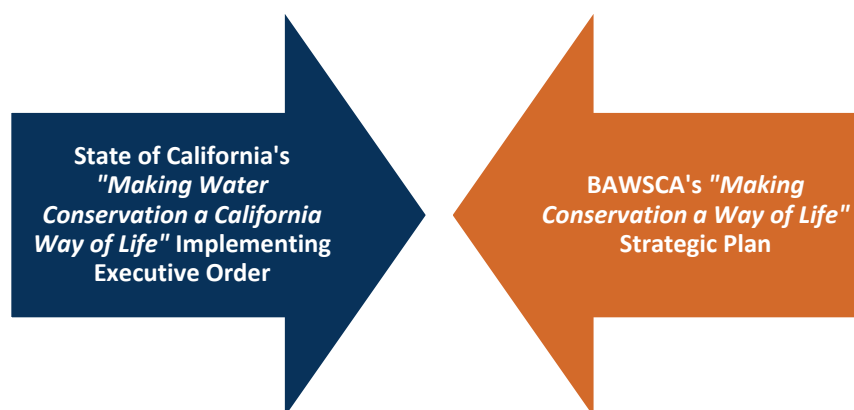 State of California's
"Making Water
Conservation a California
Way of Life" Implementing
Executive Order
BAWSCA's "Making
Conservation a Way of Life"
Strategic Plan